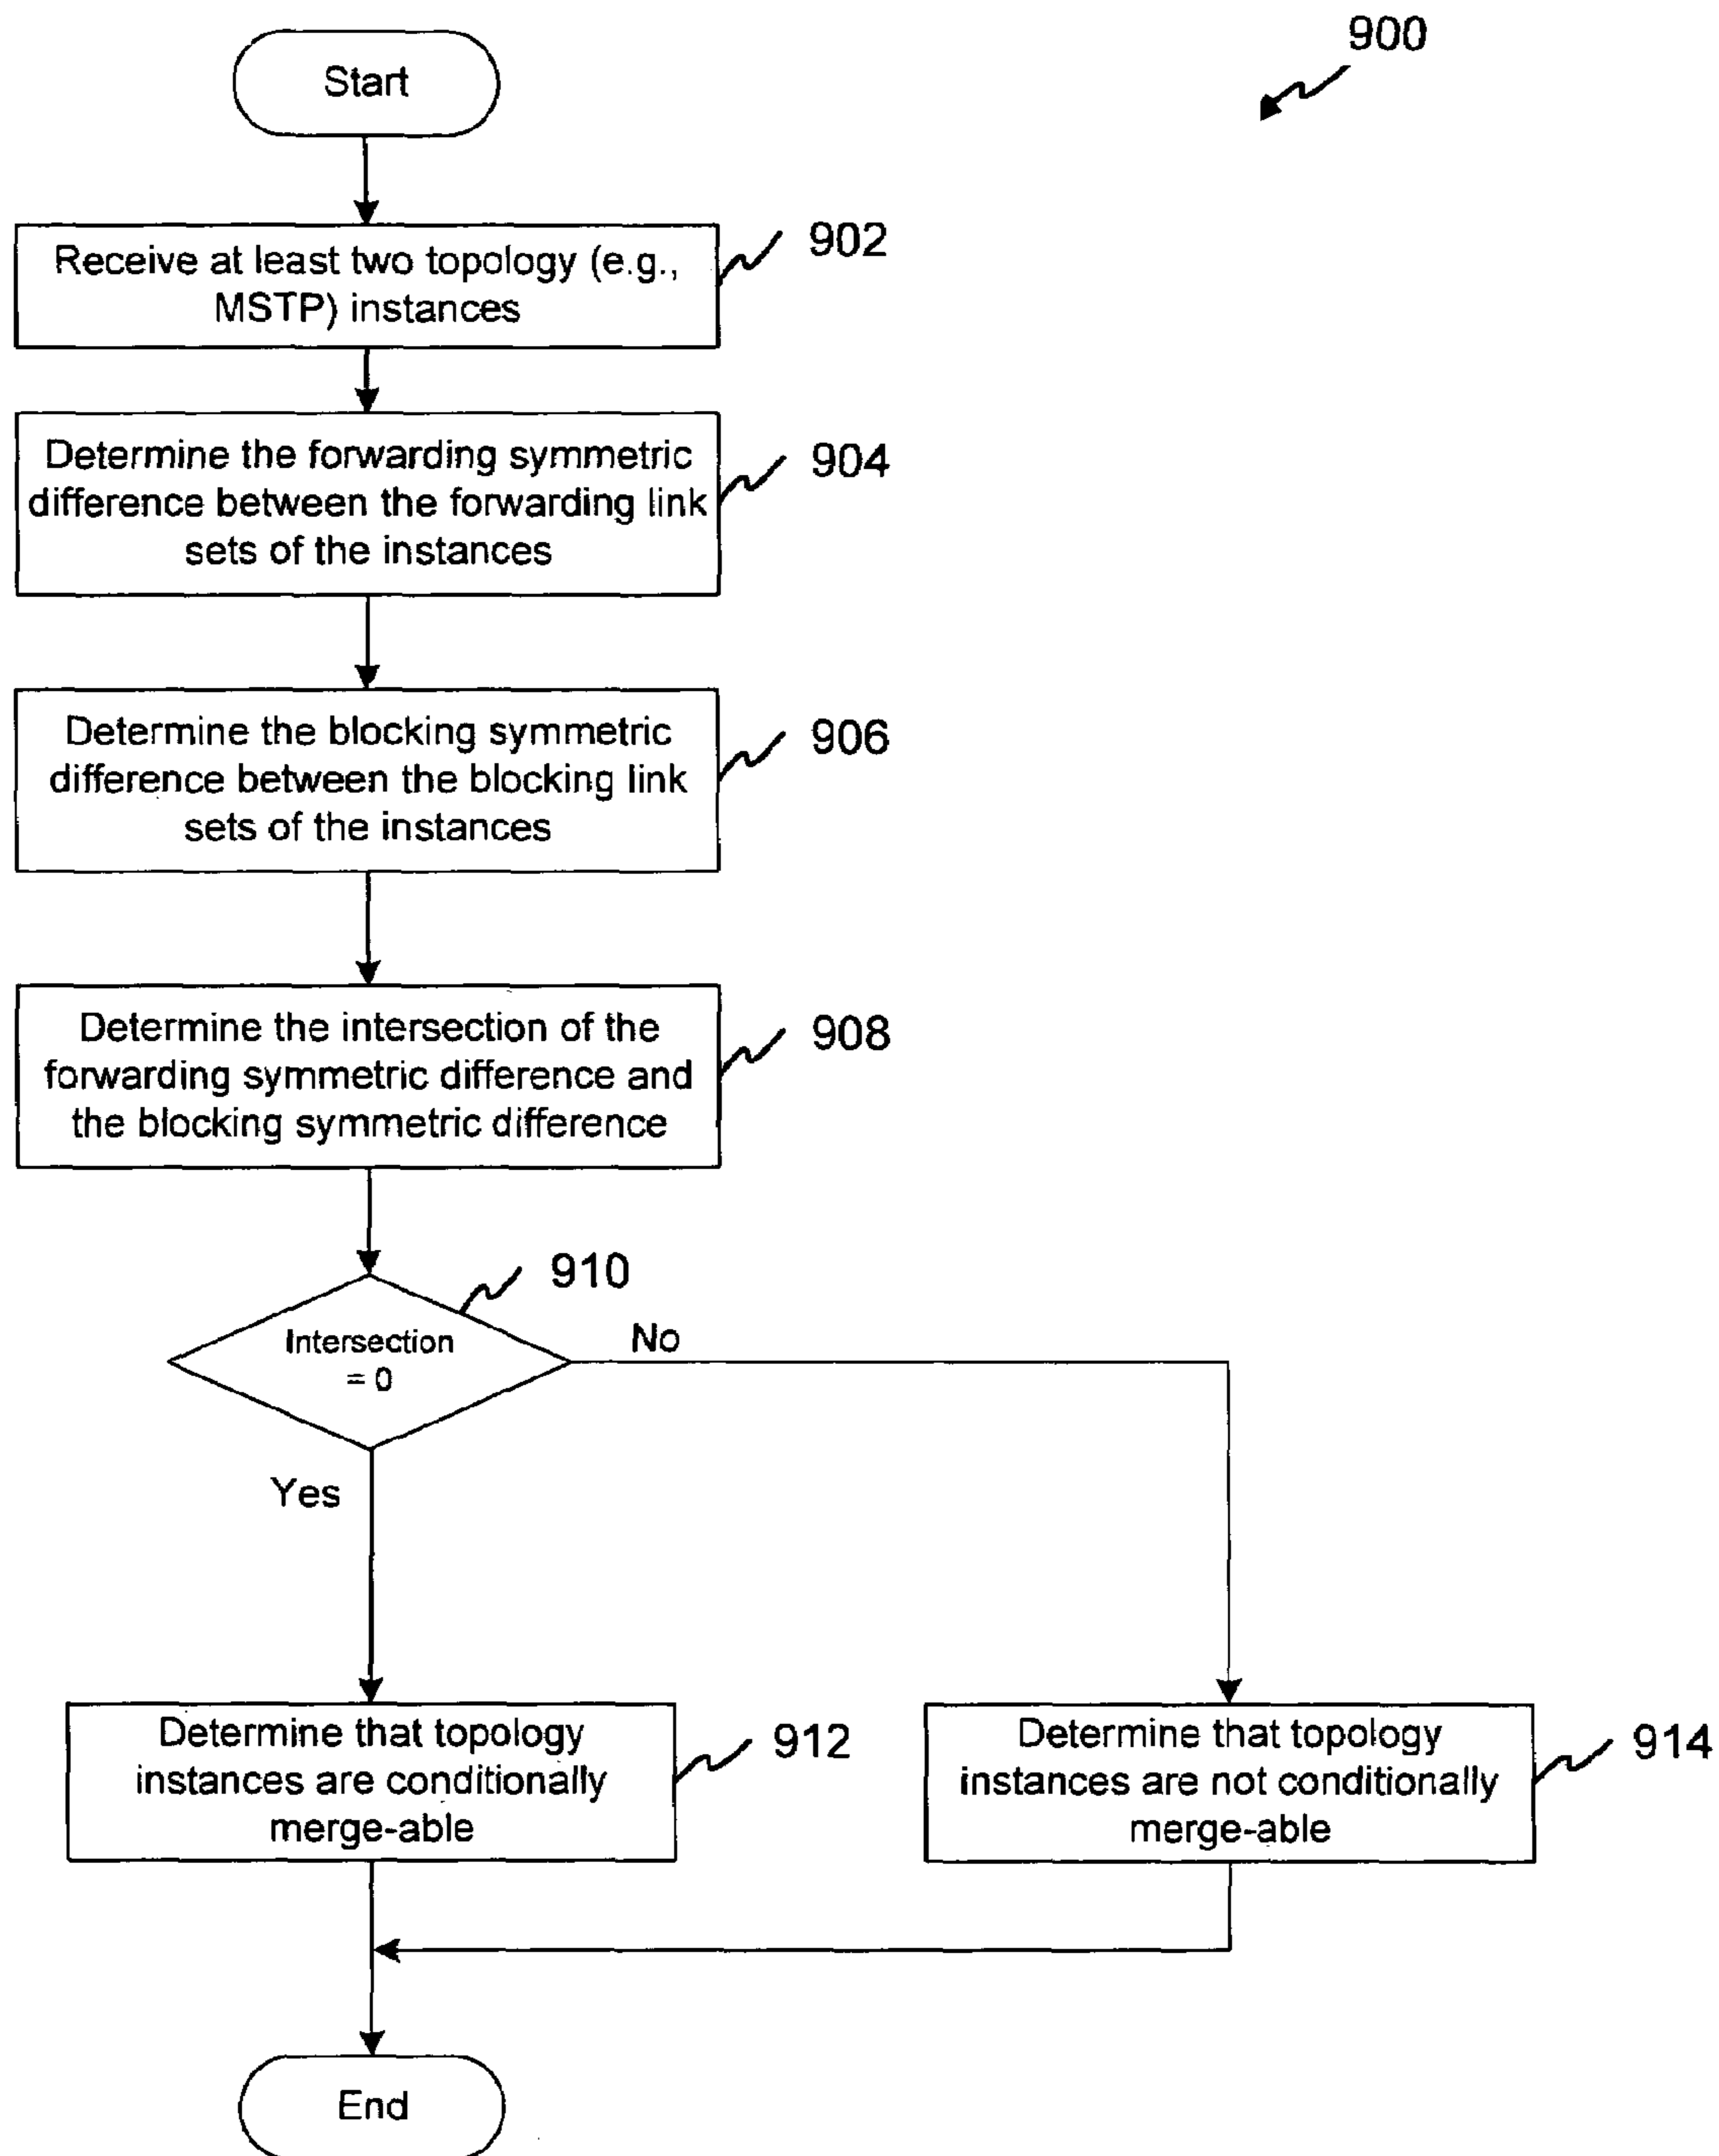 900
Start
Receive at least two topology (e.g.,
MSTP) instances
902
Determine the forwarding symmetric
difference between the forwarding link
sets of the instances
904
Determine the blocking symmetric
difference between the blocking link
sets of the instances
906
Determine the intersection of the
forwarding symmetric difference and
the blocking symmetric difference
908
910
Intersection
= 0
No
Yes
Determine that topology
instances are conditionally
merge-able
912
Determine that topology
instances are not conditionally
merge-able
914
End